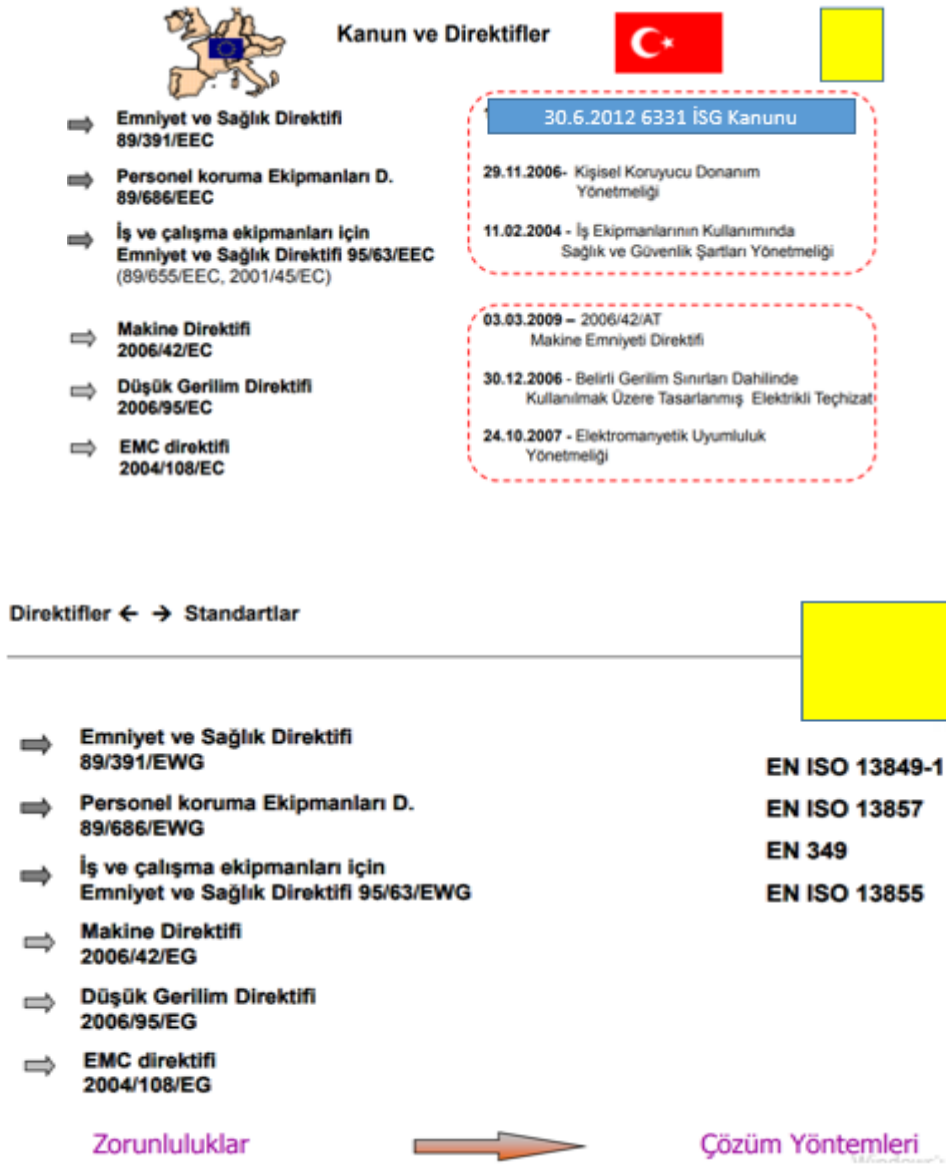 Kanun ve Direktifler
Emniyet ve Sağlık Direktifi
89/391/EEC
30.6.2012 6331 İSG Kanunu
Personel koruma Ekipmanları D.
89/686/EEC
29.11.2006- Kişisel Koruyucu Donanım
Yönetmeliği
İş ve çalışma ekipmanları için
Emniyet ve Sağlık Direktifi 95/63/EEC
(89/655/EEC, 2001/45/EC)
11.02.2004 - İş Ekipmanlarının Kullanımında
Sağlık ve Güvenlik Şartları Yönetmeliği
Makine Direktifi
2006/42/EC
03.03.2009 – 2006/42/AT
Makine Emniyeti Direktifi
Düşük Gerilim Direktifi
2006/95/EC
30.12.2006 - Belirli Gerilim Sınırları Dahilinde
Kullanılmak Üzere Tasarlanmış Elektrikli Teçhizat
EMC direktifi
2004/108/EC
24.10.2007 - Elektromanyetik Uyumluluk
Yönetmeliği
Direktifler ← → Standartlar
Emniyet ve Sağlık Direktifi
89/391/EWG
Personel koruma Ekipmanları D.
89/686/EWG
İş ve çalışma ekipmanları için
Emniyet ve Sağlık Direktifi 95/63/EWG
Makine Direktifi
2006/42/EG
Düşük Gerilim Direktifi
2006/95/EG
EMC direktifi
2004/108/EG
EN ISO 13849-1
EN ISO 13857
EN 349
EN ISO 13855
Zorunluluklar
Çözüm Yöntemleri